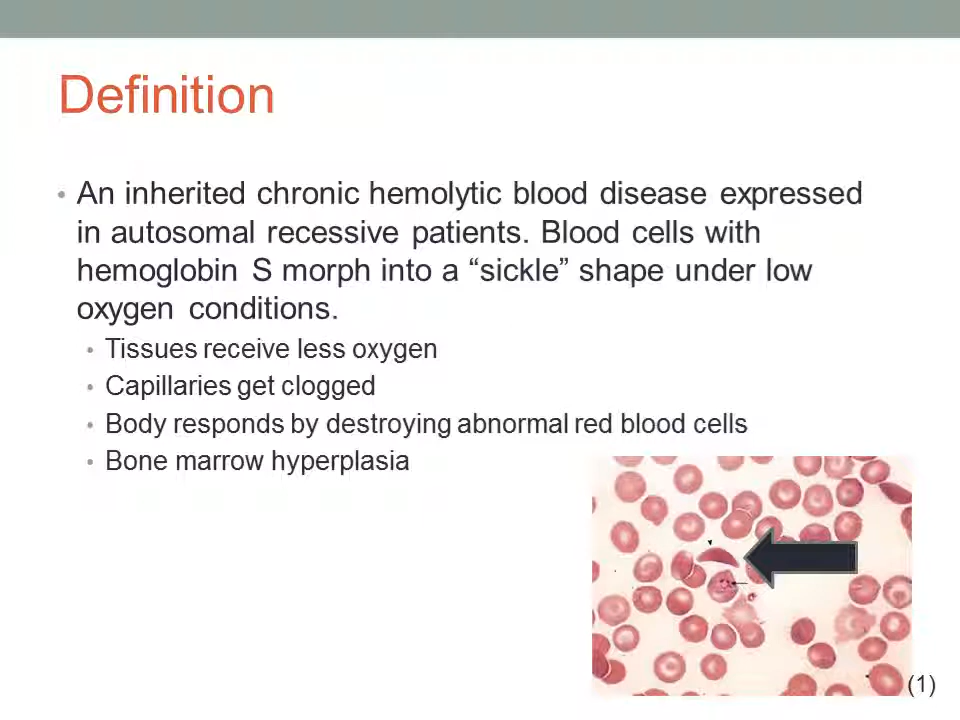 Definition
• An inherited chronic hemolytic blood disease expressed
in autosomal recessive patients. Blood cells with
hemoglobin S morph into a “sickle” shape under low
oxygen conditions.
• Tissues receive less oxygen
• Capillaries get clogged
• Body responds by destroying abnormal red blood cells
• Bone marrow hyperplasia
(1)